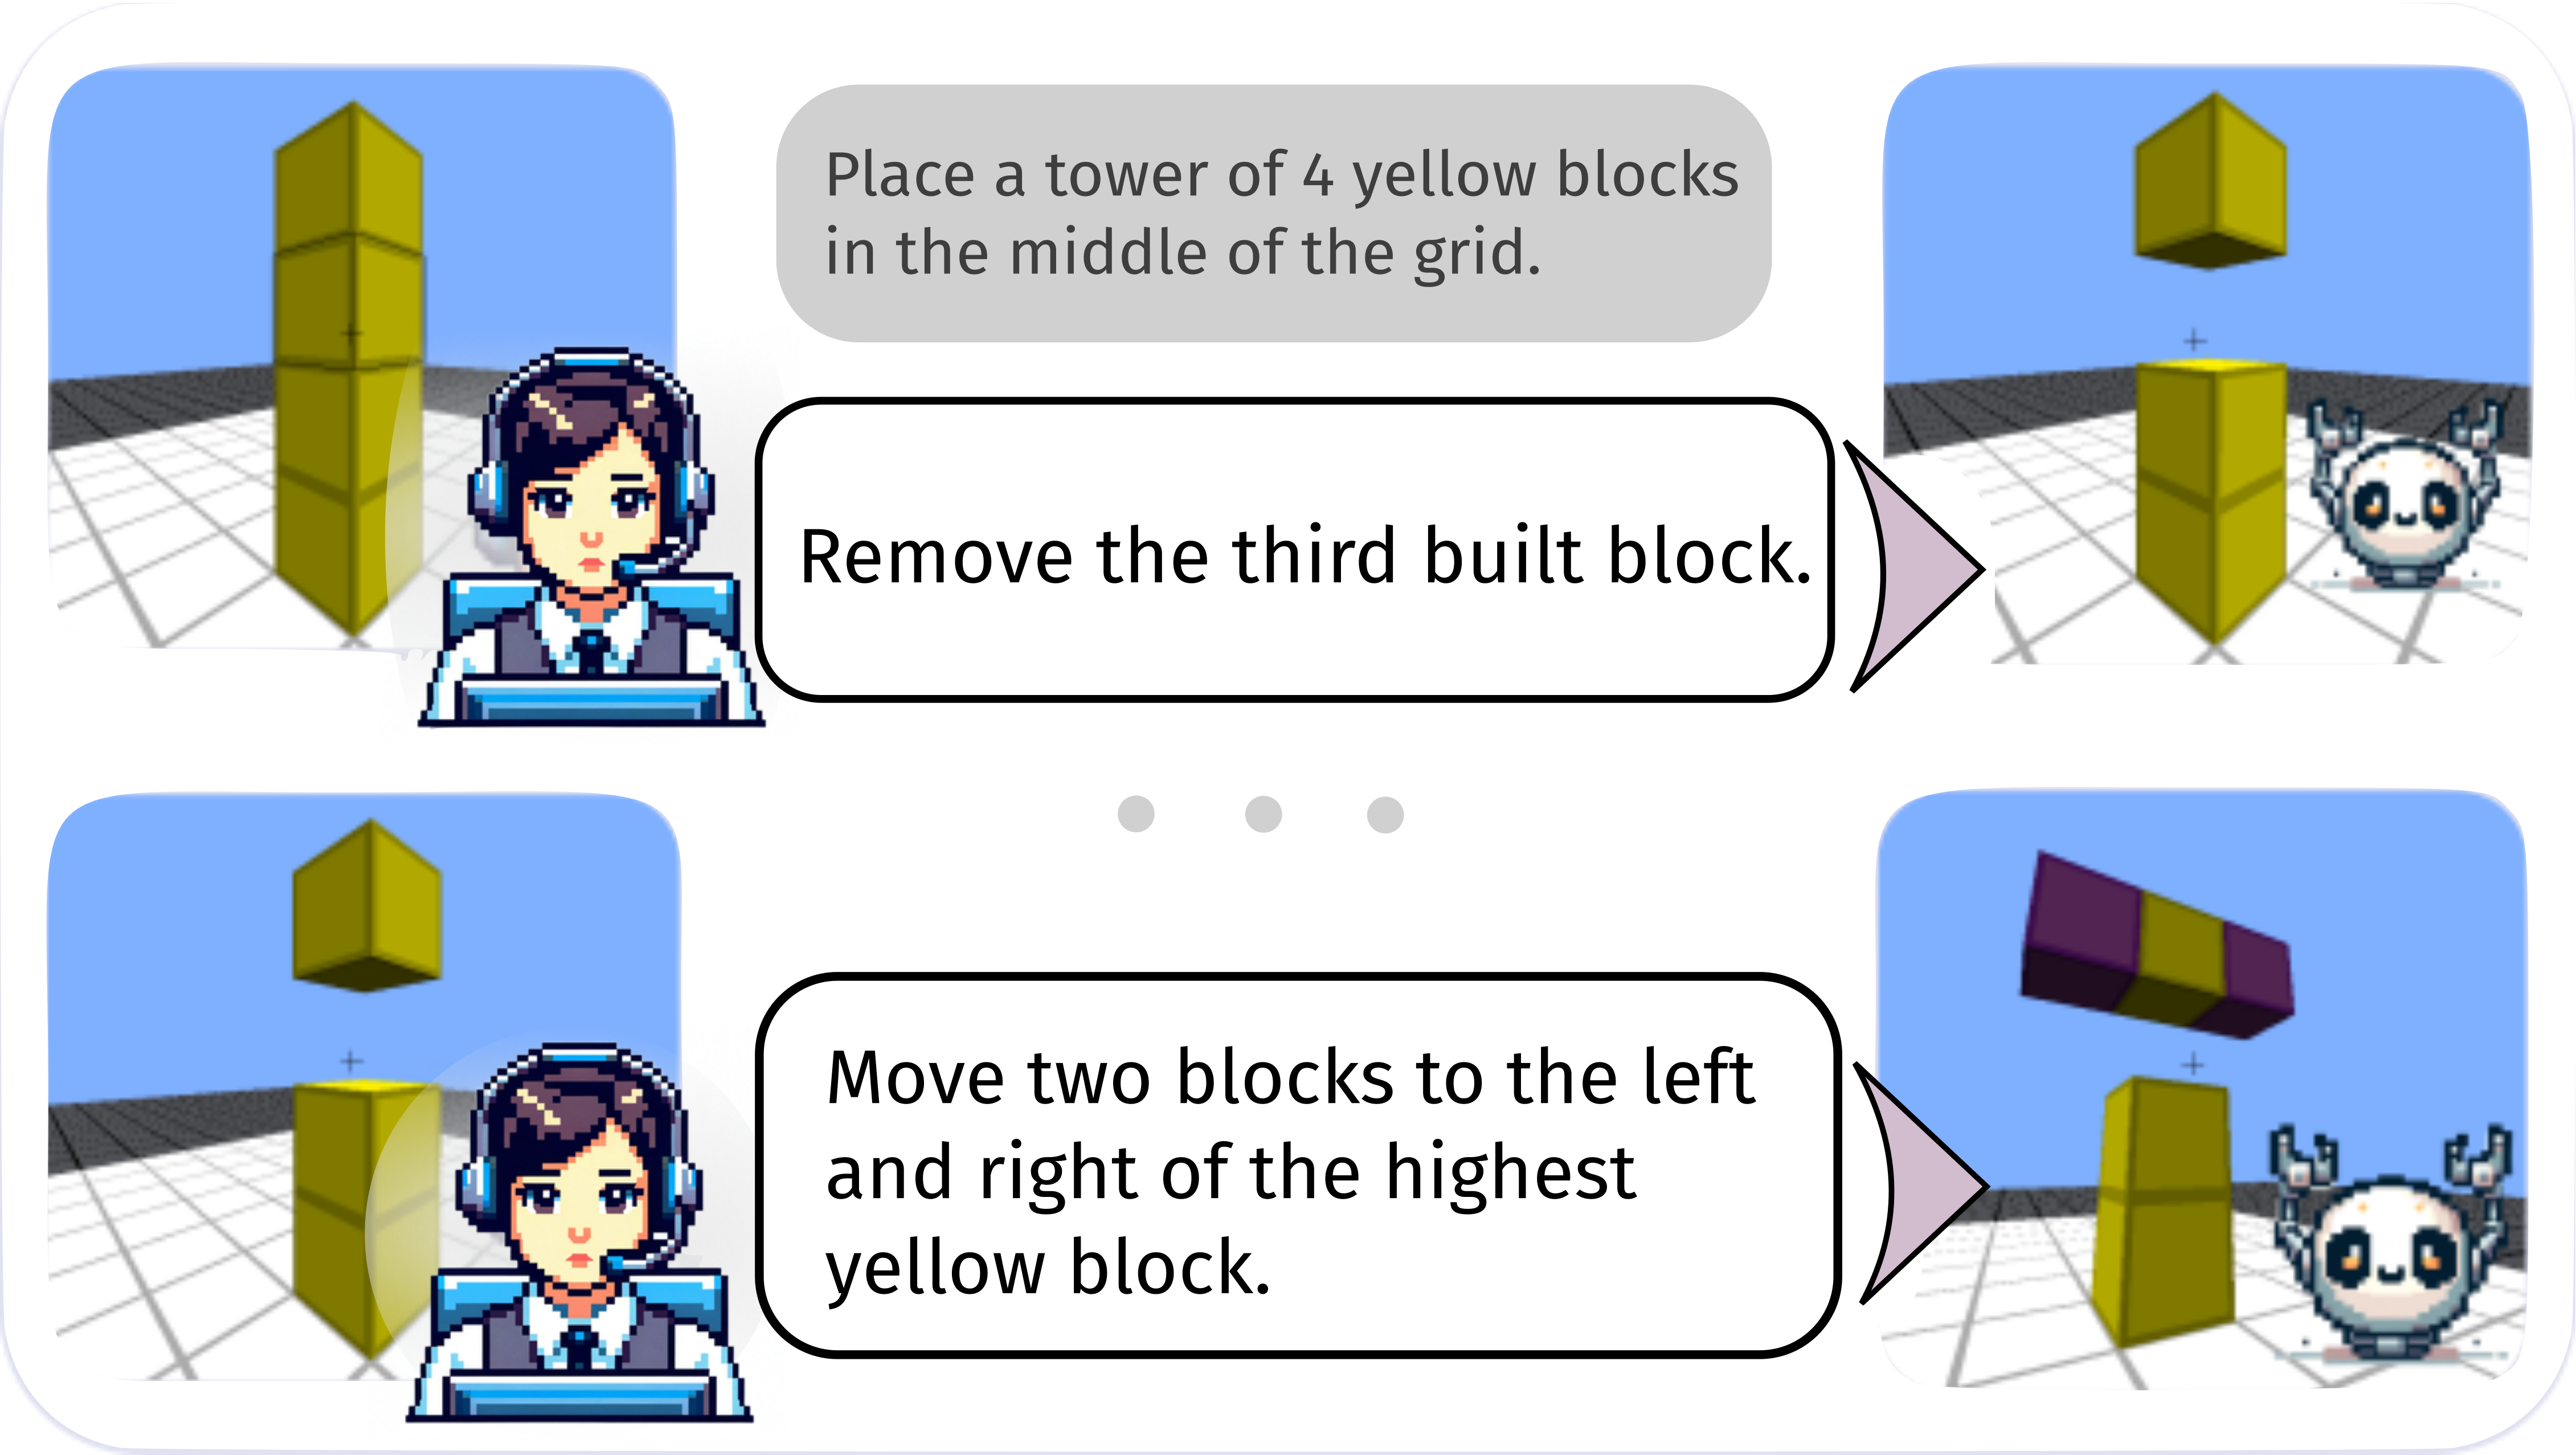 Place a tower of 4 yellow blocks
in the middle of the grid.
Remove the third built block.
Move two blocks to the left
and right of the highest
yellow block.